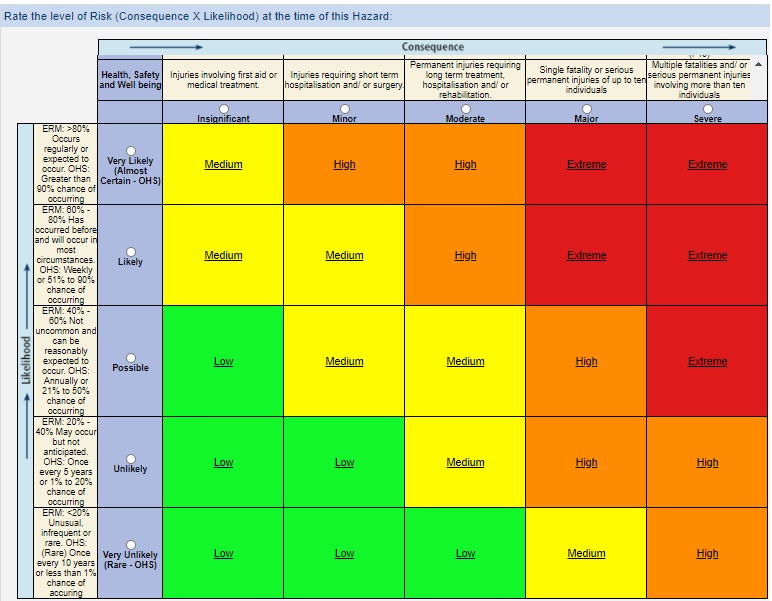 Rate the level of Risk (Consequence X Likelihood) at the time of this Hazard:
Consequence
Health, Safety
and Well being
Injuries involving first aid or
medical treatment.
Injuries requiring short term
hospitalisation and/ or surgery.
Permanent injuries requiring
long term treatment,
hospitalisation and/ or
rehabilitation.
Single fatality or serious
permanent injuries of up to ten
individuals
Multiple fatalities and/ or
serious permanent injuries
involving more than ten
individuals
Insignificant
Minor
Moderate
Major
Severe
Likelihood
ERM: >80%
Occurs
regularly or
expected to
occur. OHS:
Greater than
90% chance of
occurring
Very Likely
(Almost
Certain - OHS)
Medium
High
High
Extreme
Extreme
ERM: 60% -
80% Has
occurred before
and will occur in
most
circumstances.
OHS: Weekly
or 51% to 90%
chance of
occurring
Likely
Medium
Medium
High
Extreme
Extreme
ERM: 40% -
60% Not
uncommon and
can be
reasonably
expected to
occur. OHS:
Annually or
21% to 50%
chance of
occurring
Possible
Low
Medium
Medium
High
Extreme
ERM: 20% -
40% May occur
but not
anticipated.
OHS: Once
every 5 years
or 1% to 20%
chance of
occurring
Unlikely
Low
Low
Medium
High
High
ERM: <20%
Unusual,
infrequent or
rare. OHS:
(Rare) Once
every 10 years
or less than 1%
chance of
accuring
Very Unlikely
(Rare - OHS)
Low
Low
Low
Medium
High